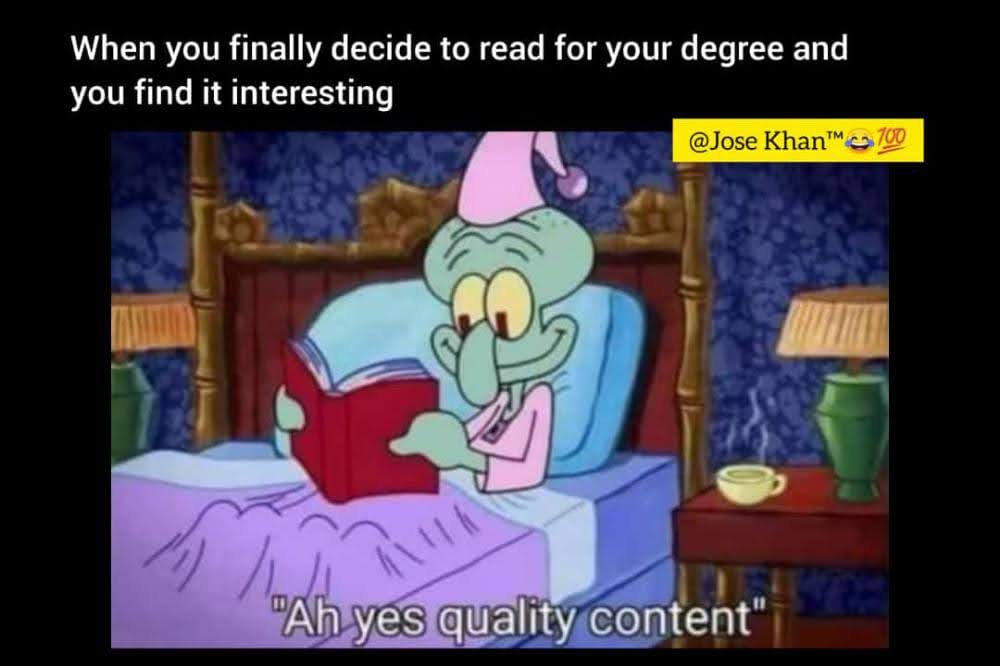 When you finally decide to read for your degree and
you find it interesting
@Jose Khan™😂💯
"Ah yes quality content"